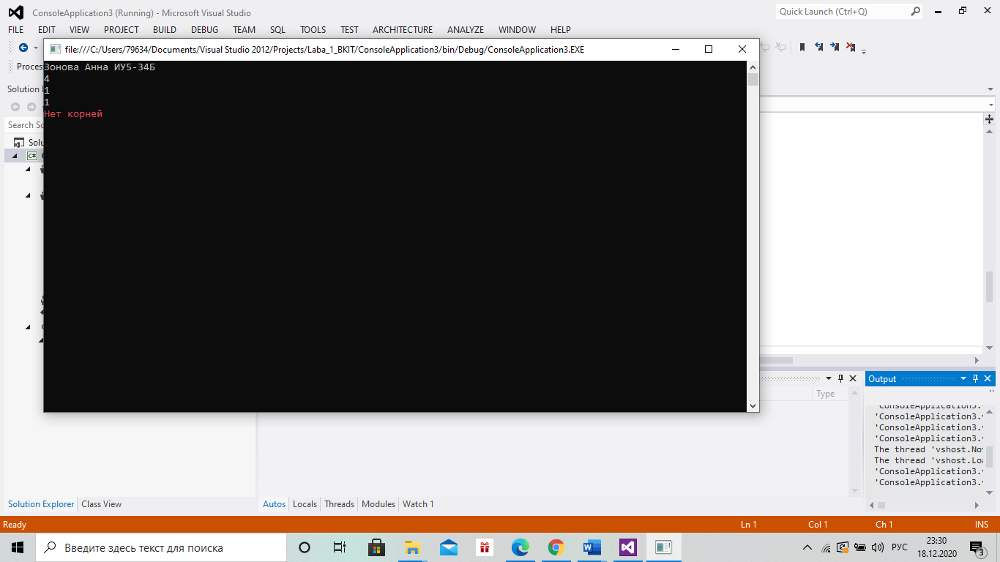 ConsoleApplication3 (Running) - Microsoft Visual Studio
Quick Launch (Ctrl+Q)
FILE EDIT VIEW PROJECT BUILD DEBUG TEAM SQL TOOLS TEST ARCHITECTURE ANALYZE WINDOW HELP
file:///C:/Users/79634/Documents/Visual Studio 2012/Projects/Laba_1_BKIT/ConsoleApplication3/bin/Debug/ConsoleApplication3.EXE
Зонова Анна ИУ5-34Б
4
1
1
Нет корней
Proces
Solution
Search So
Solu
C#
Type
Output
'ConsoleApplication3.
'ConsoleApplication3.
'ConsoleApplication3.
'ConsoleApplication3.
The thread 'vshost.No
The thread 'vshost.Loa
'ConsoleApplication3.
'ConsoleApplication3.
Solution Explorer Class View
Autos Locals Threads Modules Watch 1
Ready Ln 1 Col 1 Ch 1 INS
Введите здесь текст для поиска
РУС
23:30
18.12.2020
3